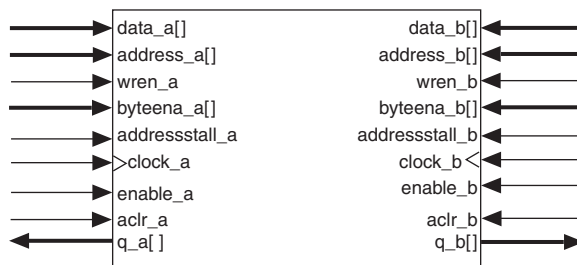 data_a[] data_b[]
address_a[] address_b[]
wren_a wren_b
byteena_a[] byteena_b[]
addressstall_a addressstall_b
clock_a clock_b
enable_a enable_b
aclr_a aclr_b
q_a[ ] q_b[]